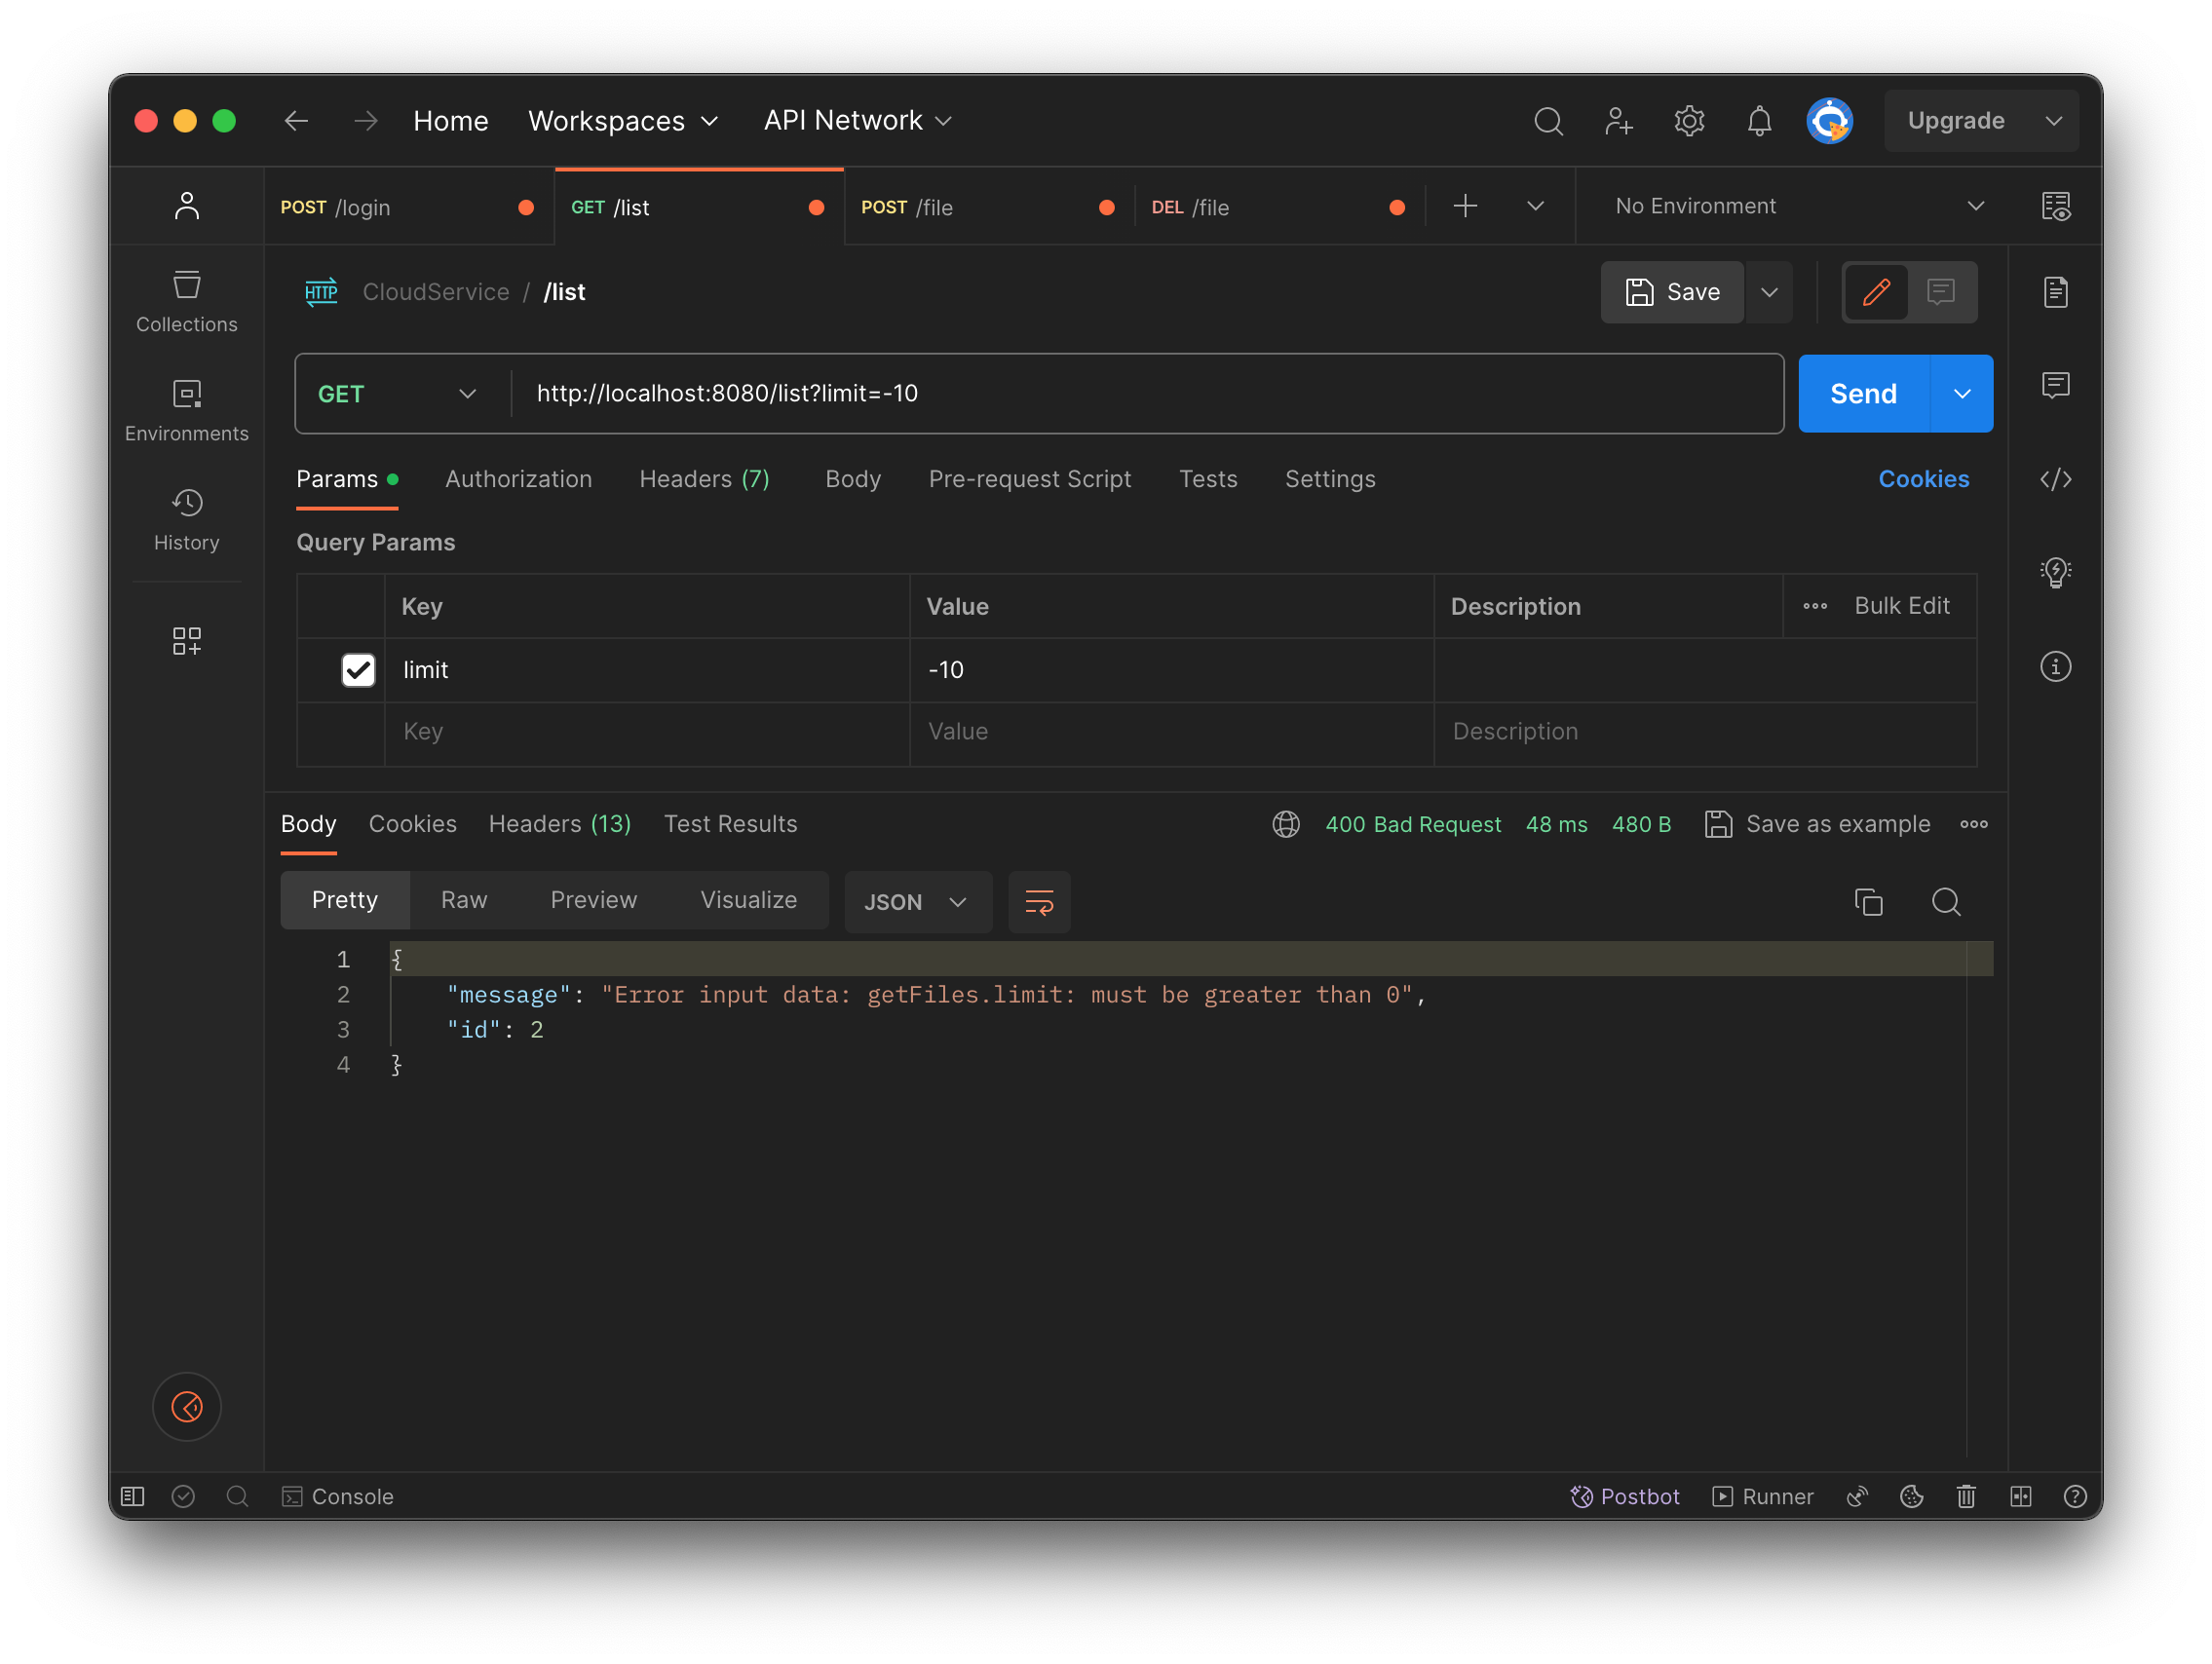 Home Workspaces API Network Upgrade
POST /login GET /list POST /file DEL /file No Environment
Collections
Environments
History
HTTP CloudService / /list Save
GET http://localhost:8080/list?limit=-10 Send
Params Authorization Headers (7) Body Pre-request Script Tests Settings Cookies
Query Params
Key Value Description Bulk Edit
limit -10
Key Value Description
Body Cookies Headers (13) Test Results 400 Bad Request 48 ms 480 B Save as example
Pretty Raw Preview Visualize JSON
1 {
2 "message": "Error input data: getFiles.limit: must be greater than 0",
3 "id": 2
4 }
Console Postbot Runner